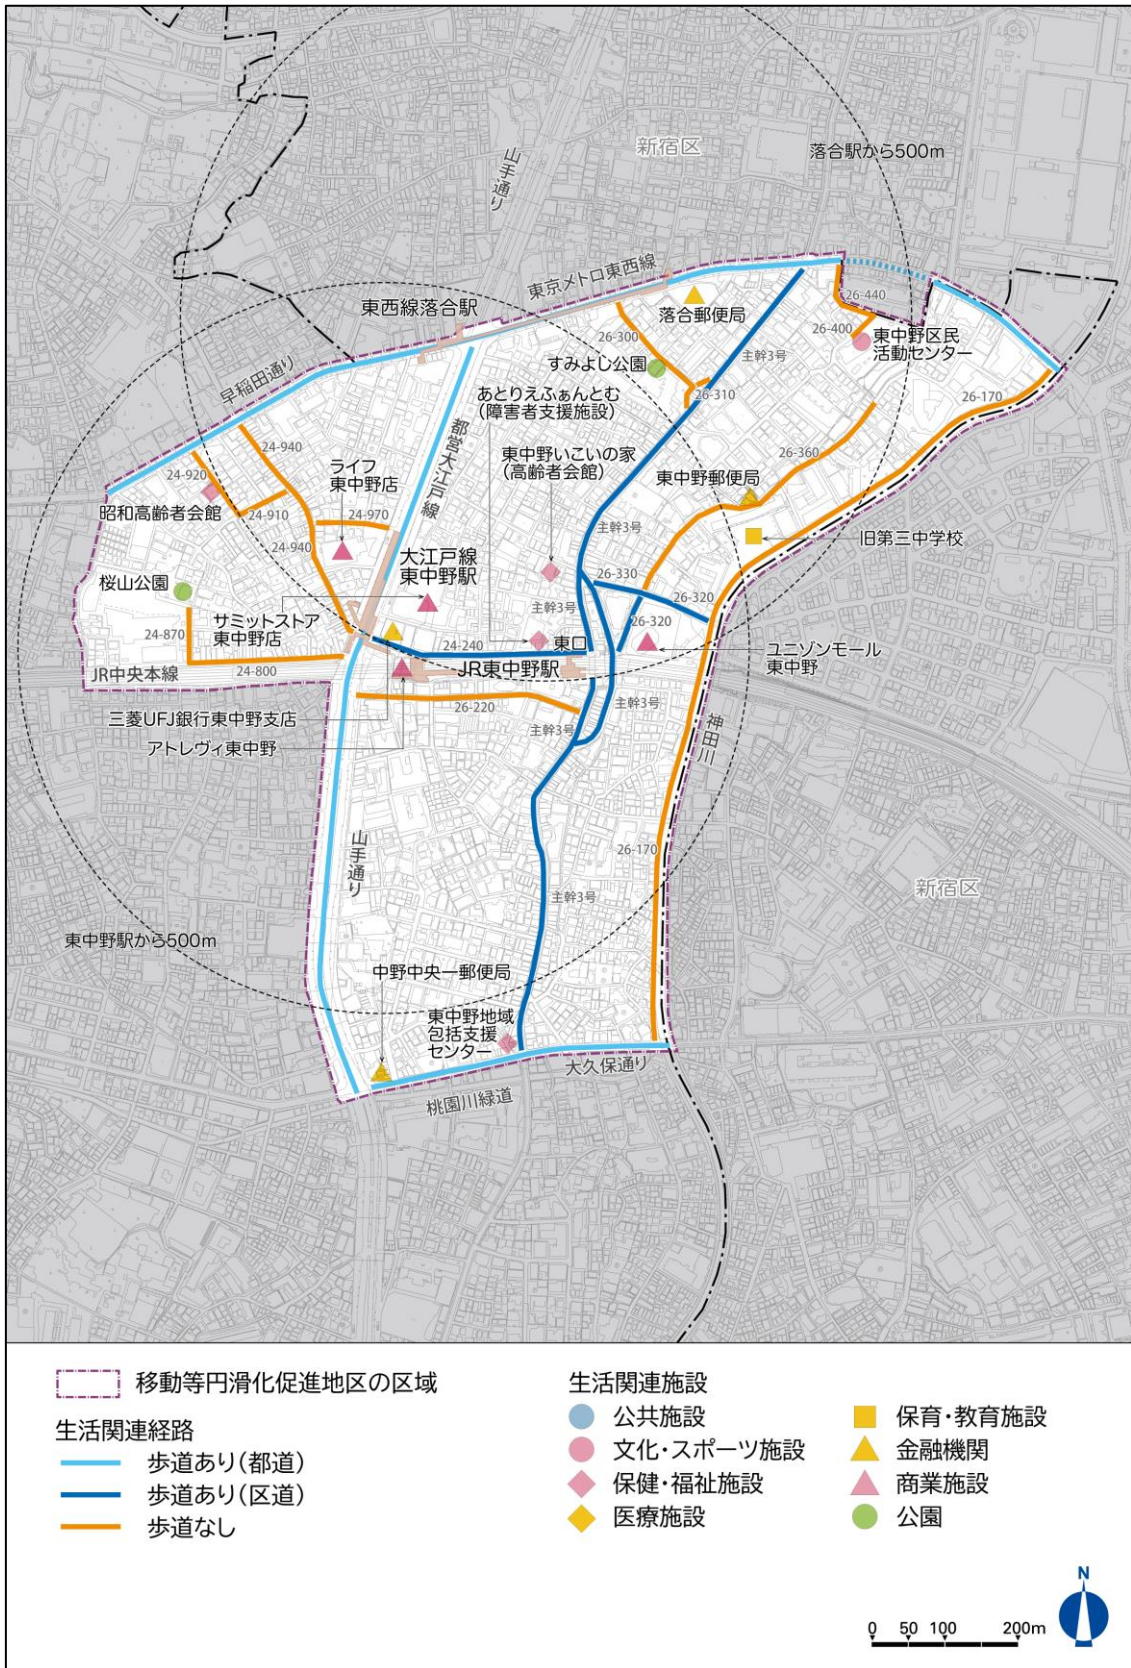 新宿区
落合駅から500m
山手通り
東京メトロ東西線
東西線落合駅
落合郵便局
26-440
26-400
東中野区民
活動センター
主幹3号
26-300
すみよし公園
26-310
26-170
早稲田通り
あとりえふぁんとむ
(障害者支援施設)
都営大江戸線
24-940
24-920
ライフ
東中野店
東中野いこいの家
(高齢者会館)
26-360
東中野郵便局
昭和高齢者会館
24-910
24-970
24-940
主幹3号
旧第三中学校
大江戸線
東中野駅
桜山公園
26-330
26-320
主幹3号
サミットストア
東中野店
24-870
24-240
東口
26-320
ユニゾンモール
東中野
JR中央本線
24-800
JR東中野駅
26-220
主幹3号
主幹3号
三菱UFJ銀行東中野支店
アトレヴィ東中野
神田川
山手通り
26-170
主幹3号
新宿区
東中野駅から500m
中野中央一郵便局
東中野地域
包括支援
センター
大久保通り
桃園川緑道
移動等円滑化促進地区の区域
生活関連経路
歩道あり(都道)
歩道あり(区道)
歩道なし
生活関連施設
公共施設
文化・スポーツ施設
保健・福祉施設
医療施設
保育・教育施設
金融機関
商業施設
公園
N
0 50 100 200m